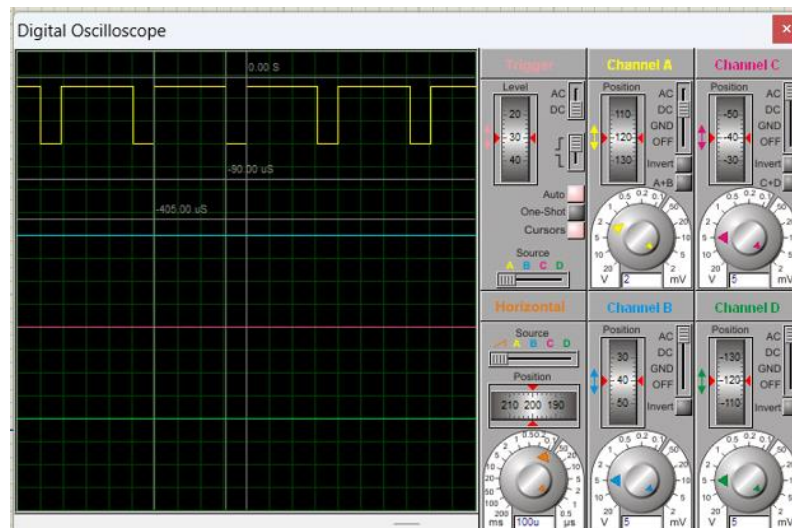 Digital Oscilloscope
0.00 S
-90.00 uS
-405.00 uS
Trigger
Level
AC
DC
20
30
40
Auto
One-Shot
Cursors
Source
A B C D
Channel A
Position
AC
DC
GND
OFF
110
-120
-130
Invert
A+B
V
2
mV
Channel C
Position
AC
DC
GND
OFF
-50
-40
-30
Invert
C+D
V
5
mV
Horizontal
Source
A B C D
Position
210 200 190
ms
100u
µs
Channel B
Position
AC
DC
GND
OFF
30
40
50
Invert
V
5
mV
Channel D
Position
AC
DC
GND
OFF
-130
-120
-110
Invert
V
5
mV